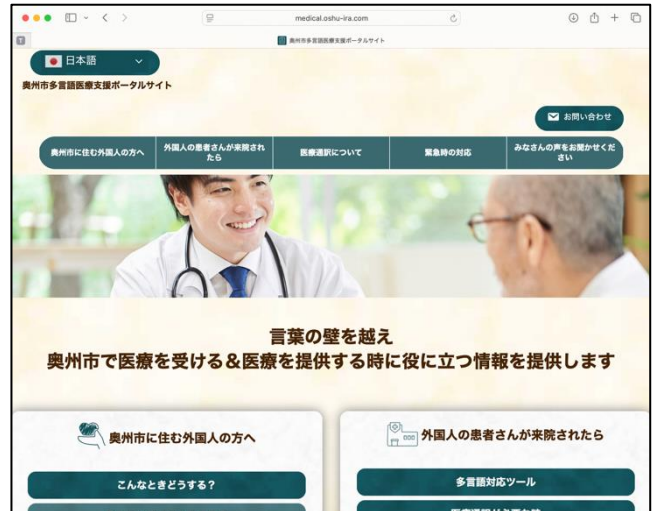 medical.oshu-ira.com
奥州市多言語医療支援ポータルサイト
日本語
奥州市多言語医療支援ポータルサイト
お問い合わせ
奥州市に住む外国人の方へ
外国人の患者さんが来院され
たら
医療通訳について
緊急時の対応
みなさんの声をお聞かせくだ
さい
言葉の壁を越え
奥州市で医療を受ける&医療を提供する時に役に立つ情報を提供します
奥州市に住む外国人の方へ
外国人の患者さんが来院されたら
こんなときどうする？
多言語対応ツール